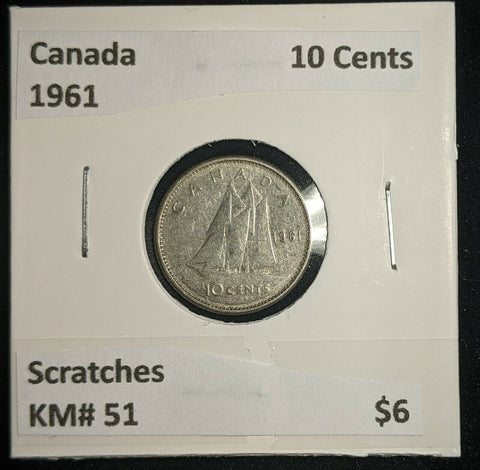 Canada 10 Cents
1961
CANADA
1961
10 CENTS
Scratches
KM# 51 $6